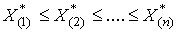 X*(1) ≤ X*(2) ≤ .... ≤ X*(n)